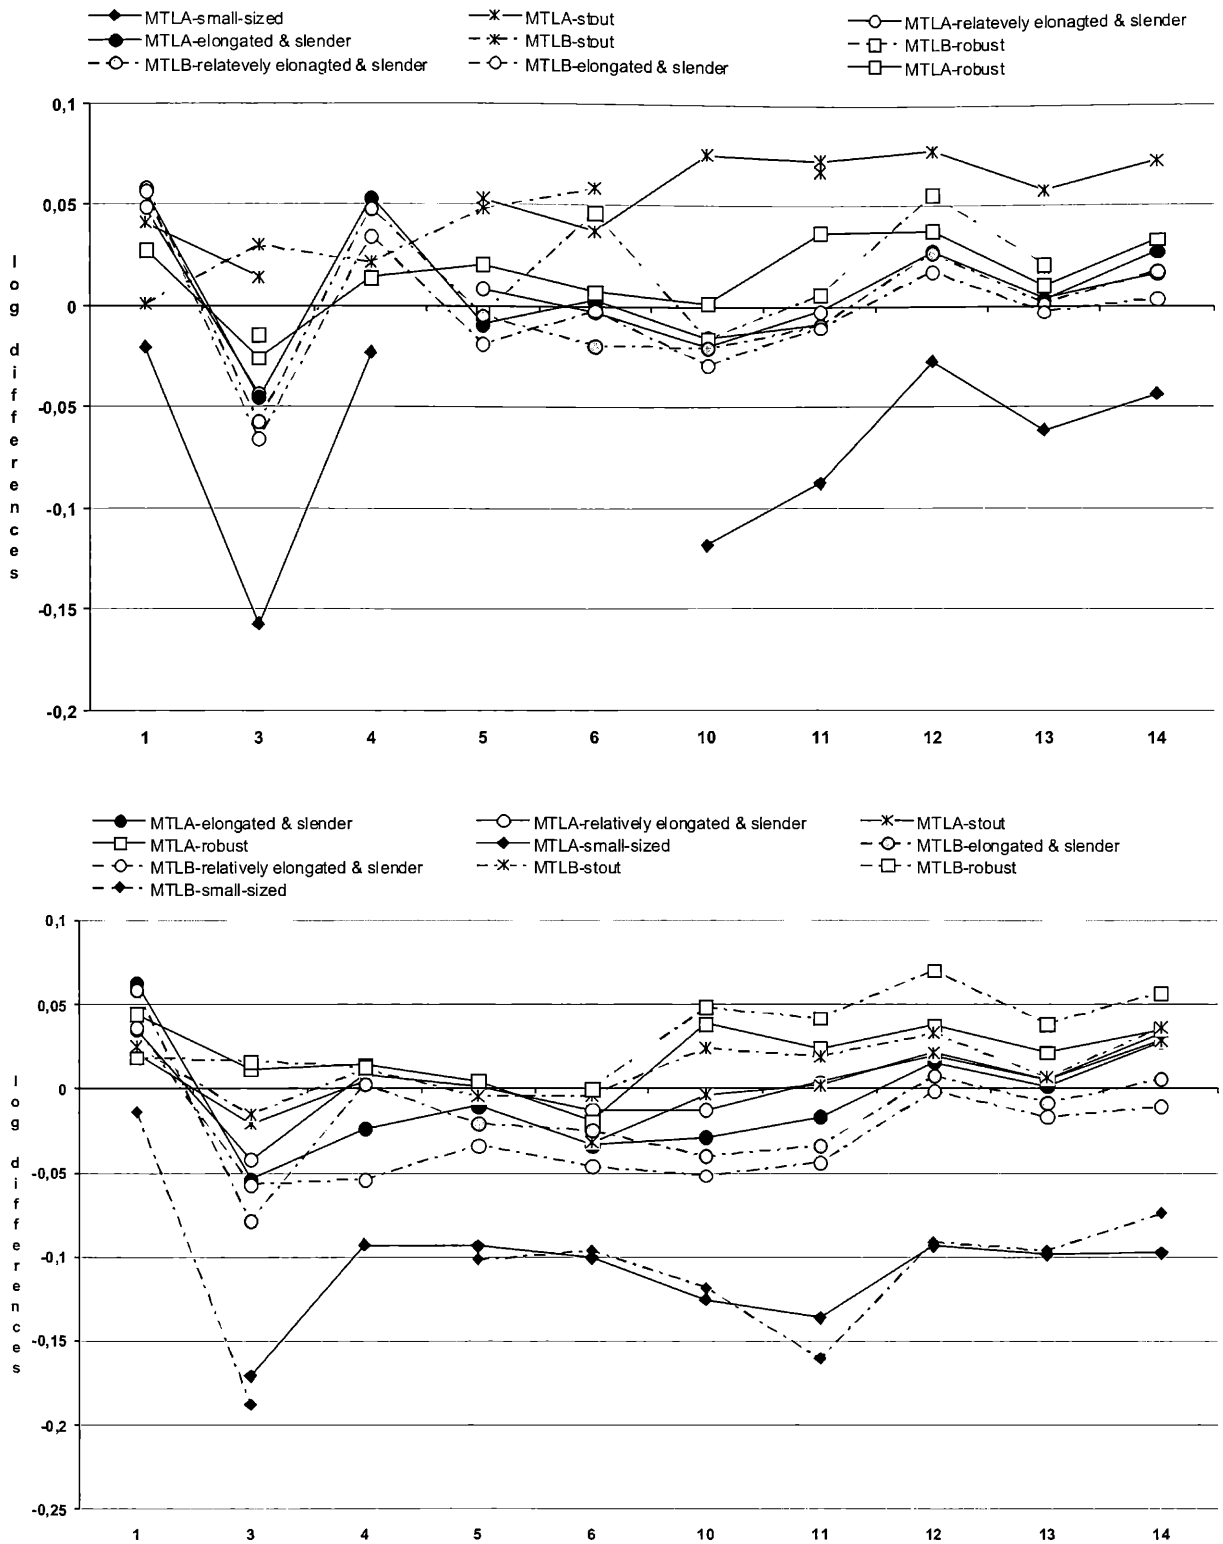 MTLA-small-sized
MTLA-stout
MTLA-relatevely elonagted & slender
MTLA-elongated & slender
MTLB-stout
MTLB-robust
MTLB-relatevely elonagted & slender
MTLB-elongated & slender
MTLA-robust
0,1
0,05
0
-0,05
-0,1
-0,15
-0,2
log differences
1 3 4 5 6 10 11 12 13 14
MTLA-elongated & slender
MTLA-relatively elongated & slender
MTLA-stout
MTLA-robust
MTLA-small-sized
MTLB-elongated & slender
MTLB-relatively elongated & slender
MTLB-stout
MTLB-robust
MTLB-small-sized
0,1
0,05
0
-0,05
-0,1
-0,15
-0,2
-0,25
log differences
1 3 4 5 6 10 11 12 13 14